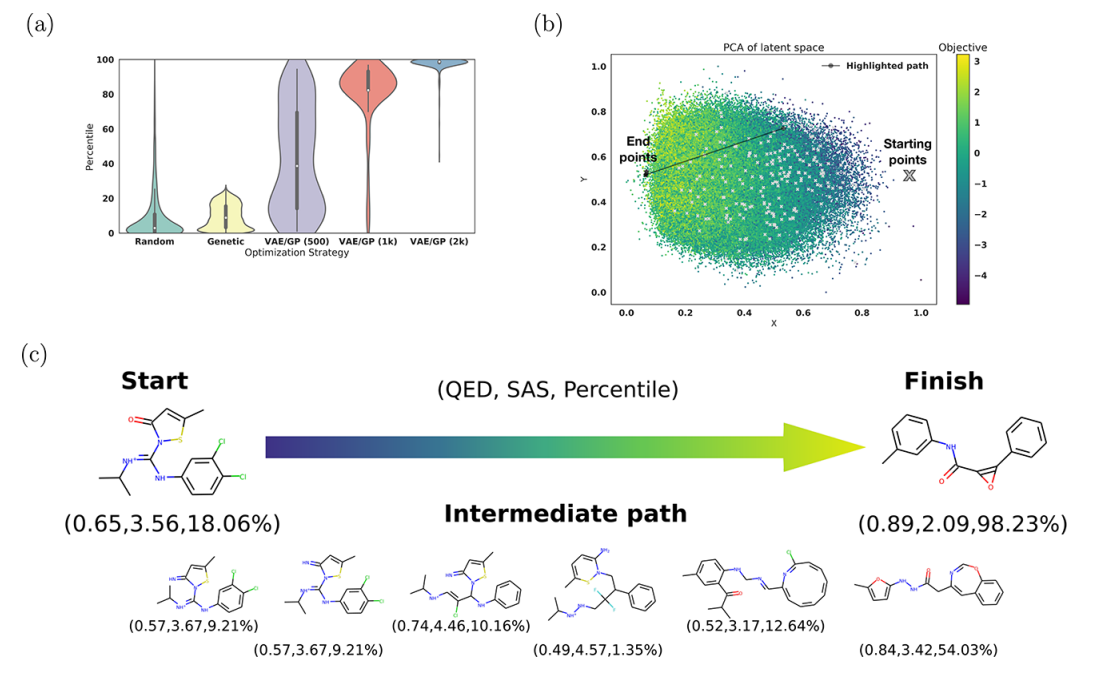 (a)
(b)
100
80
60
40
20
0
Percentile
Random Genetic VAE/GP (500) VAE/GP (1k) VAE/GP (2k)
Optimization Strategy
PCA of latent space
Objective
Highlighted path
1.0
0.8
0.6
0.4
0.2
0.0
Y
End
points
Starting
points
0.0 0.2 0.4 0.6 0.8 1.0
X
3
2
1
0
−1
−2
−3
−4
(c)
Start
(QED, SAS, Percentile)
Finish
O
N
S
Cl
Cl
NH+
NH
NH
O
O
(0.65,3.56,18.06%)
Intermediate path
(0.89,2.09,98.23%)
(0.57,3.67,9.21%)
(0.57,3.67,9.21%)
(0.74,4.46,10.16%)
(0.49,4.57,1.35%)
(0.52,3.17,12.64%)
(0.84,3.42,54.03%)